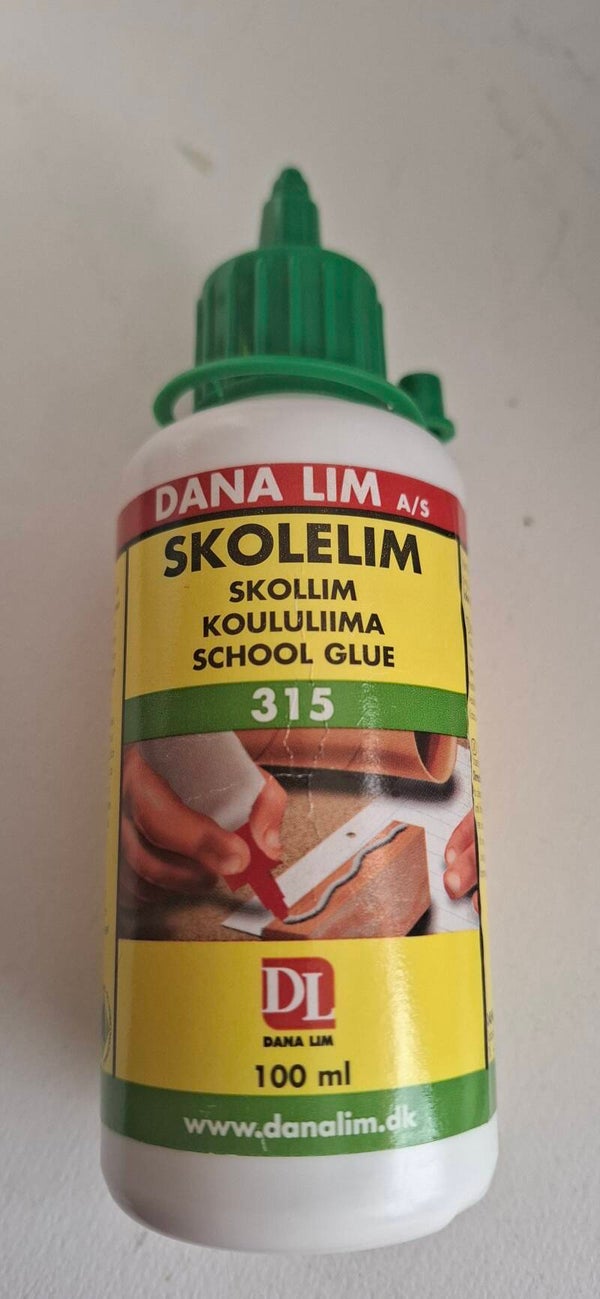 DANA LIM A/S
SKOLELIM
SKOLLIM
KOULULIIMA
SCHOOL GLUE
315
DL
DANA LIM
100 ml
www.danalim.dk